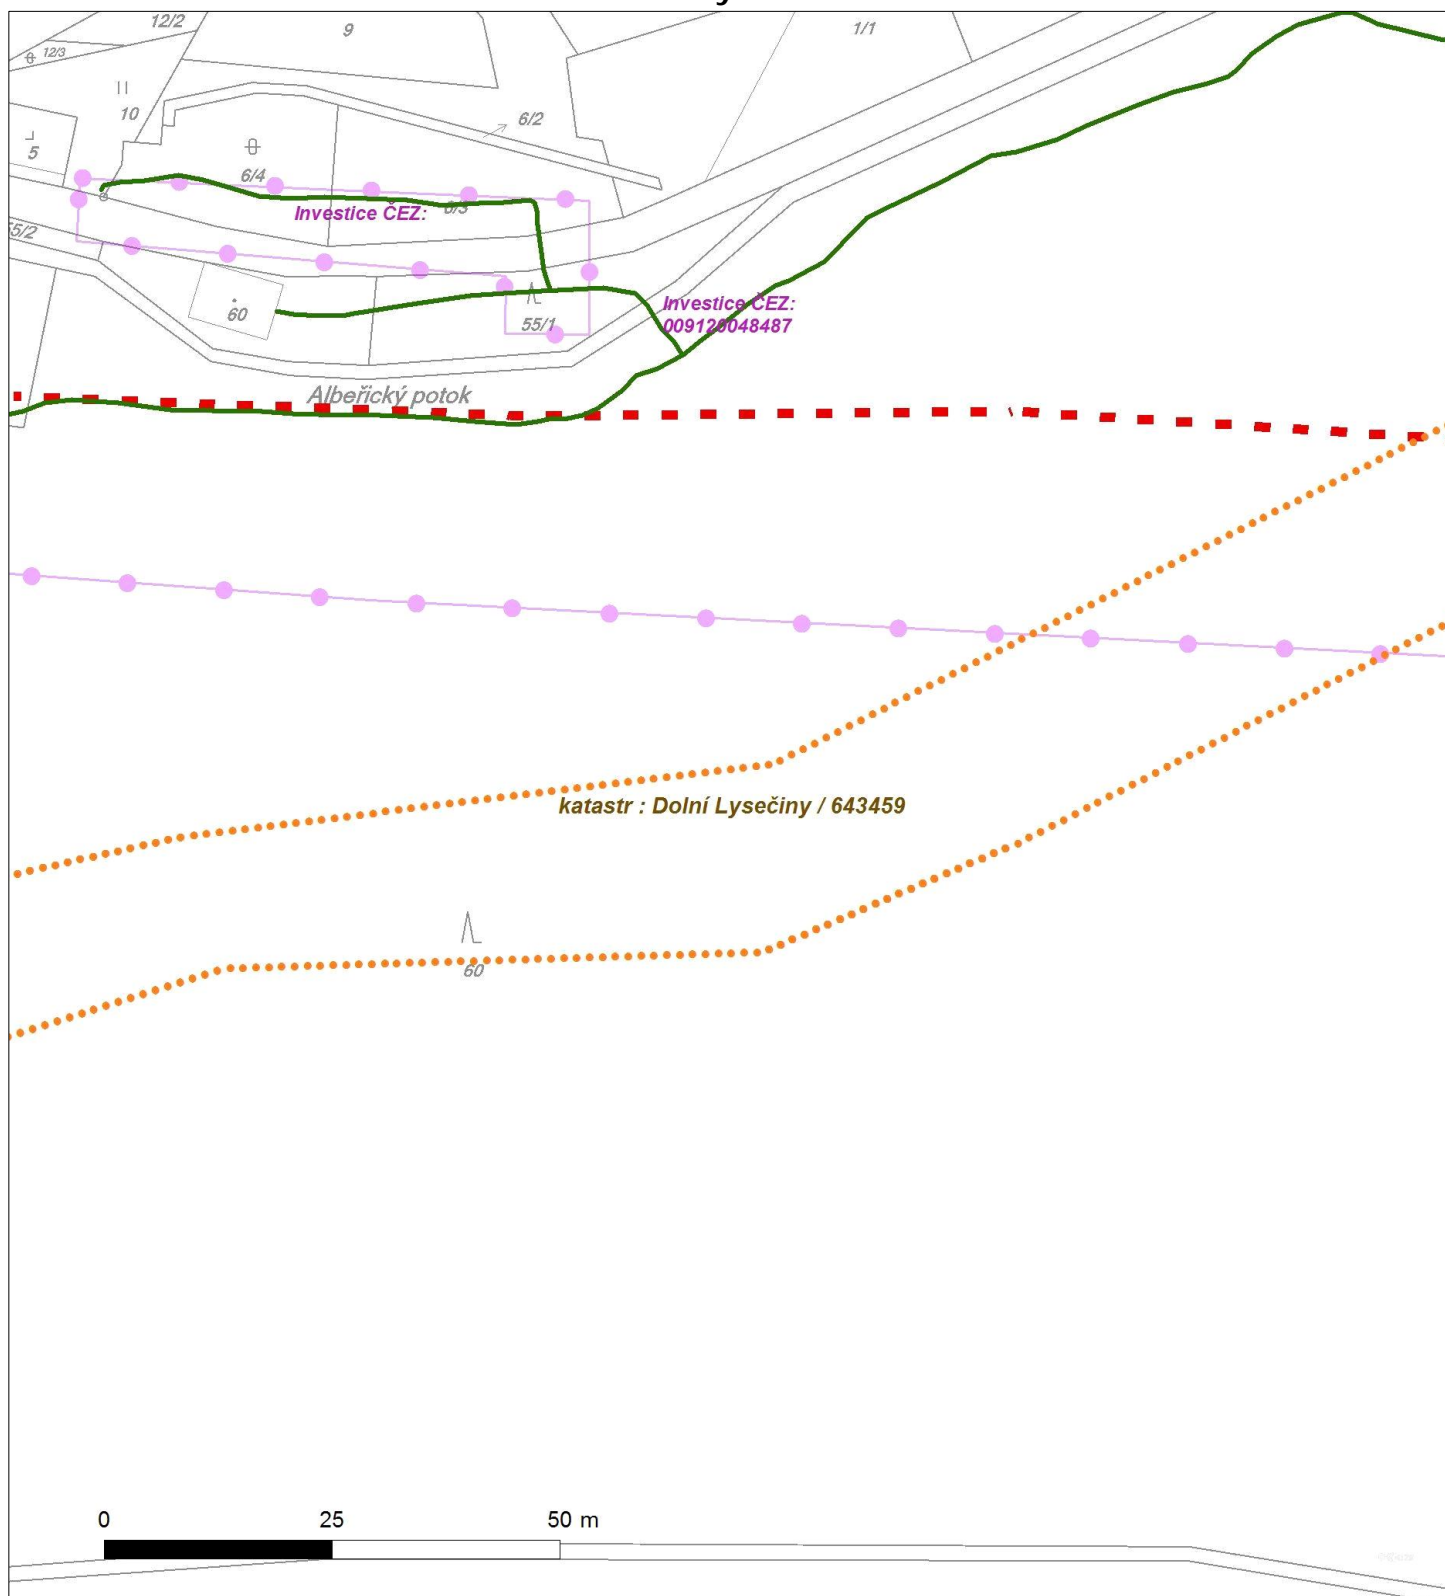 12/2
9
1/1
12/3
10
6/2
5
6/4
6/3
Investice ČEZ:
55/2
Investice ČEZ:
009120048487
60
55/1
Albeřický potok
katastr : Dolní Lysečiny / 643459
60
0 25 50 m